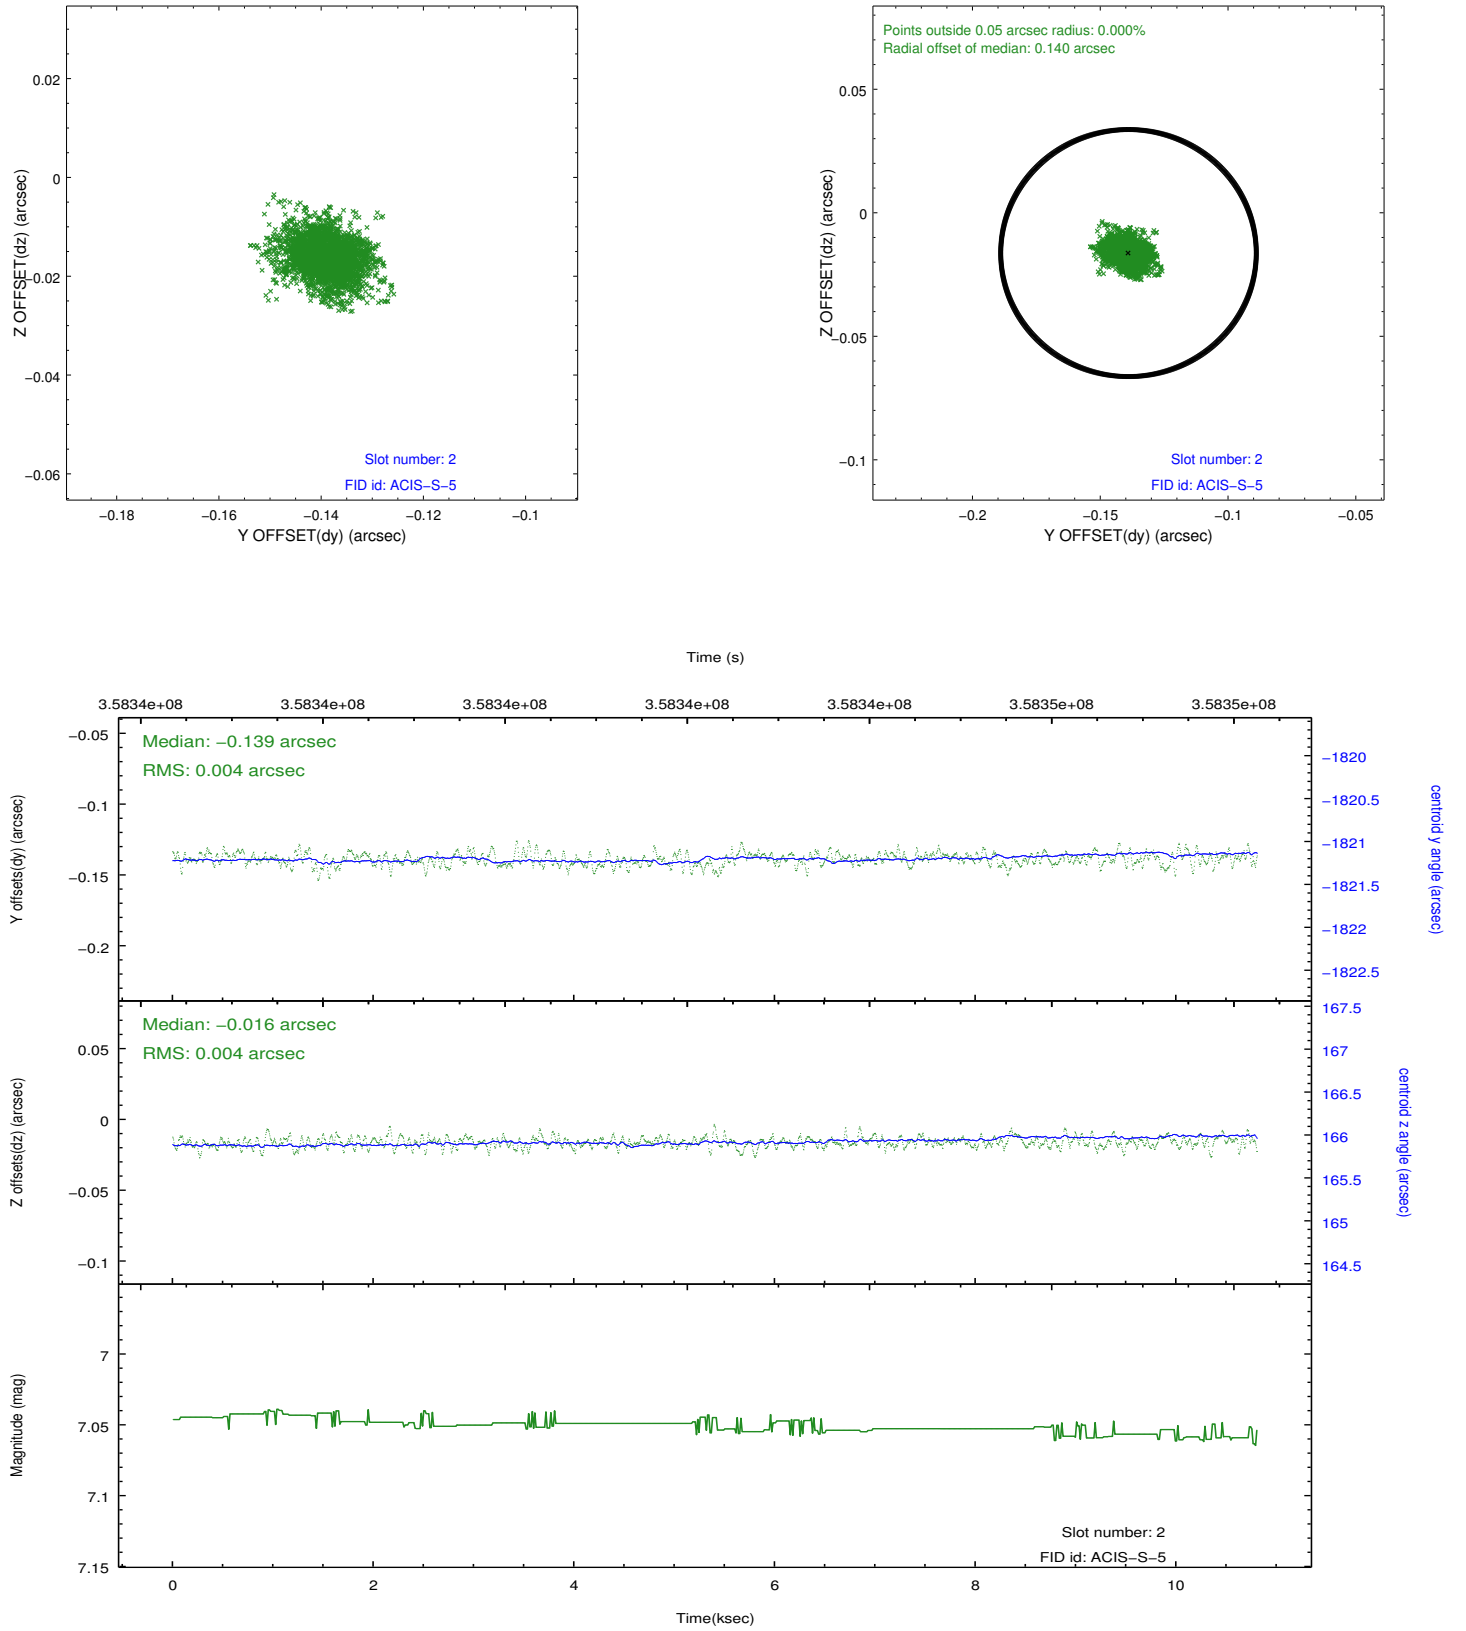 0.02
0
−0.02
−0.04
−0.06
Z OFFSET(dz) (arcsec)
Slot number: 2
FID id: ACIS−S−5
−0.18 −0.16 −0.14 −0.12 −0.1
Y OFFSET(dy) (arcsec)
Points outside 0.05 arcsec radius: 0.000%
Radial offset of median: 0.140 arcsec
0.05
0
−0.05
−0.1
Z OFFSET(dz) (arcsec)
Slot number: 2
FID id: ACIS−S−5
−0.2 −0.15 −0.1 −0.05
Y OFFSET(dy) (arcsec)
Time (s)
3.5834e+08 3.5834e+08 3.5834e+08 3.5834e+08 3.5834e+08 3.5835e+08 3.5835e+08
Median: −0.139 arcsec
RMS: 0.004 arcsec
−0.05
−0.1
−0.15
−0.2
Y offsets(dy) (arcsec)
−1820
−1820.5
−1821
−1821.5
−1822
−1822.5
centroid y angle (arcsec)
Median: −0.016 arcsec
RMS: 0.004 arcsec
0.05
0
−0.05
−0.1
Z offsets(dz) (arcsec)
167.5
167
166.5
166
165.5
165
164.5
centroid z angle (arcsec)
7
7.05
7.1
7.15
Magnitude (mag)
Slot number: 2
FID id: ACIS−S−5
0 2 4 6 8 10
Time(ksec)